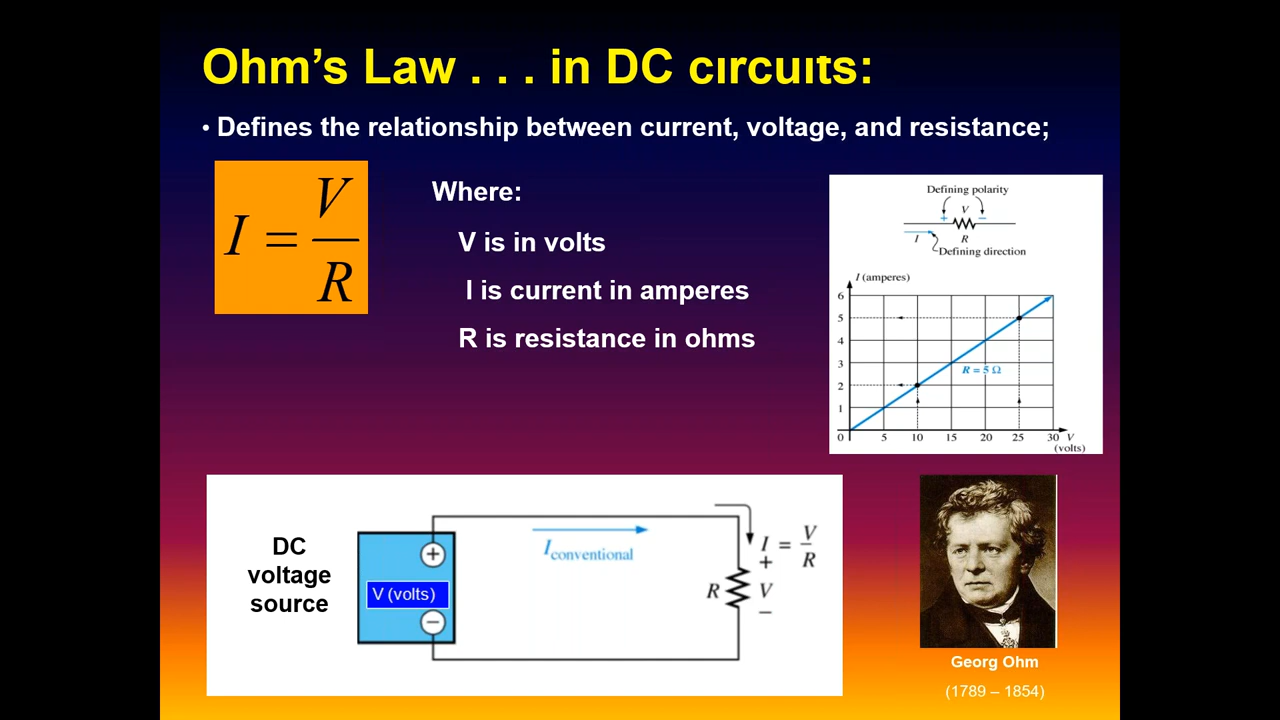 Ohm’s Law . . . in DC cırcuıts:
• Defines the relationship between current, voltage, and resistance;
I = V/R
Where:
V is in volts
I is current in amperes
R is resistance in ohms
Defining polarity
V
+ −
I R
Defining direction
I (amperes)
6
5
4
3
2
1
R = 5 Ω
0 5 10 15 20 25 30 V
(volts)
DC
voltage
source
+
V (volts)
−
I conventional
I = V/R
+
R V
−
Georg Ohm
(1789 – 1854)